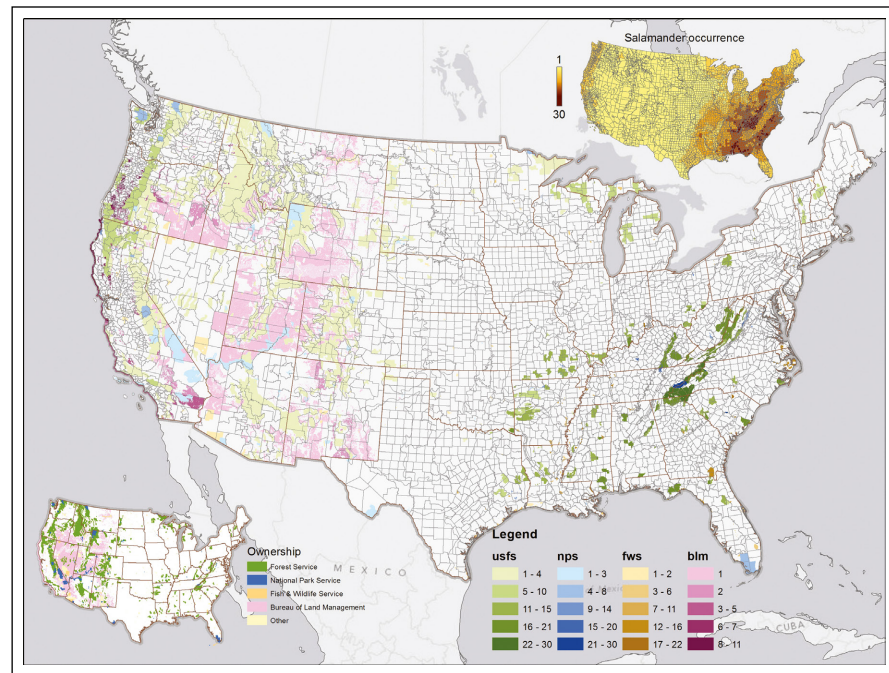 Salamander occurrence
1
30
Ownership
Forest Service
National Park Service
Fish & Wildlife Service
Bureau of Land Management
Other
MEXICO
CUBA
Legend
usfs nps fws blm
1 - 4 1 - 3 1 - 2 1
5 - 10 4 - 8 3 - 6 2
11 - 15 9 - 14 7 - 11 3 - 5
16 - 21 15 - 20 12 - 16 6 - 7
22 - 30 21 - 30 17 - 22 8 - 11